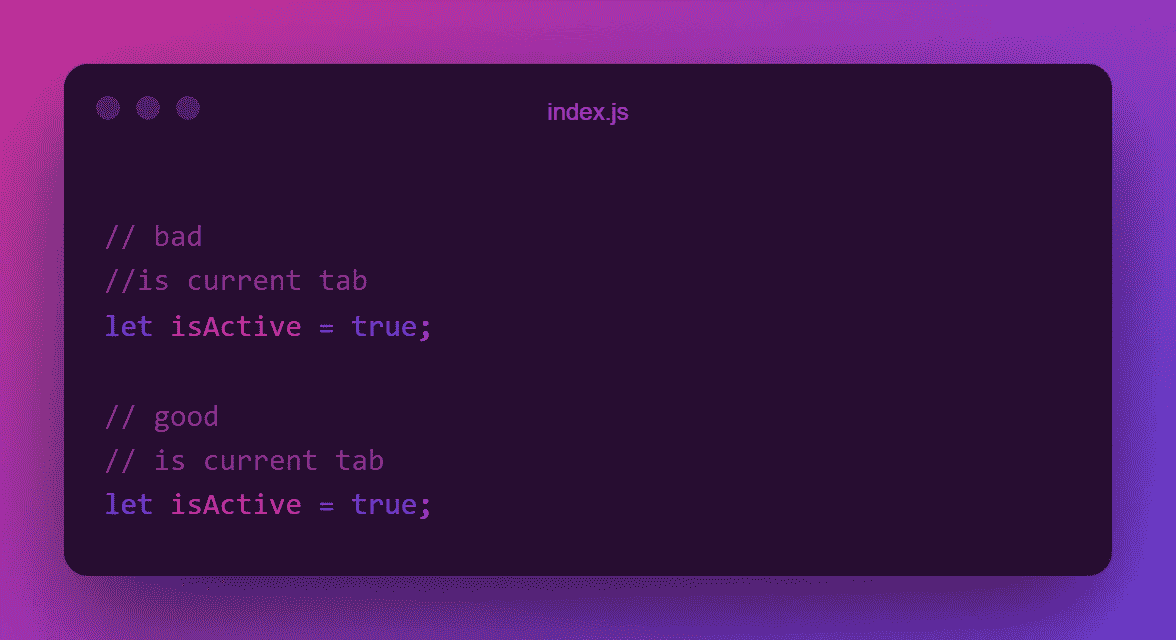 index.js
// bad
//is current tab
let isActive = true;
// good
// is current tab
let isActive = true;